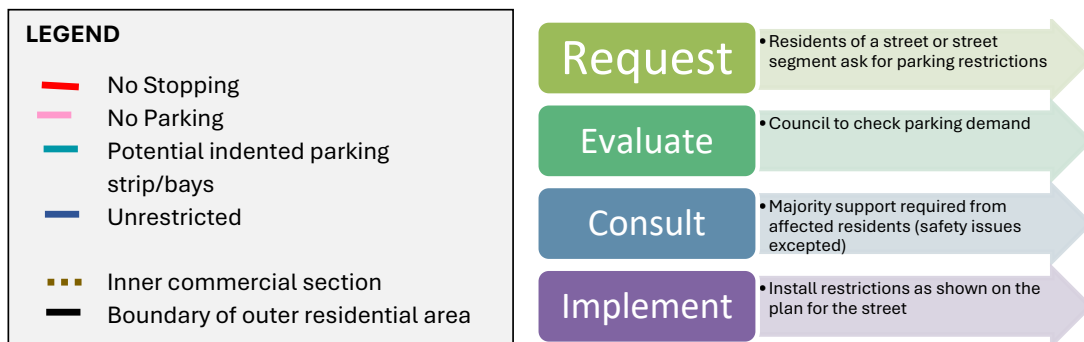 LEGEND
No Stopping
No Parking
Potential indented parking
strip/bays
Unrestricted
Inner commercial section
Boundary of outer residential area
Request
• Residents of a street or street
segment ask for parking restrictions
Evaluate
• Council to check parking demand
Consult
• Majority support required from
affected residents (safety issues
excepted)
Implement
• Install restrictions as shown on the
plan for the street